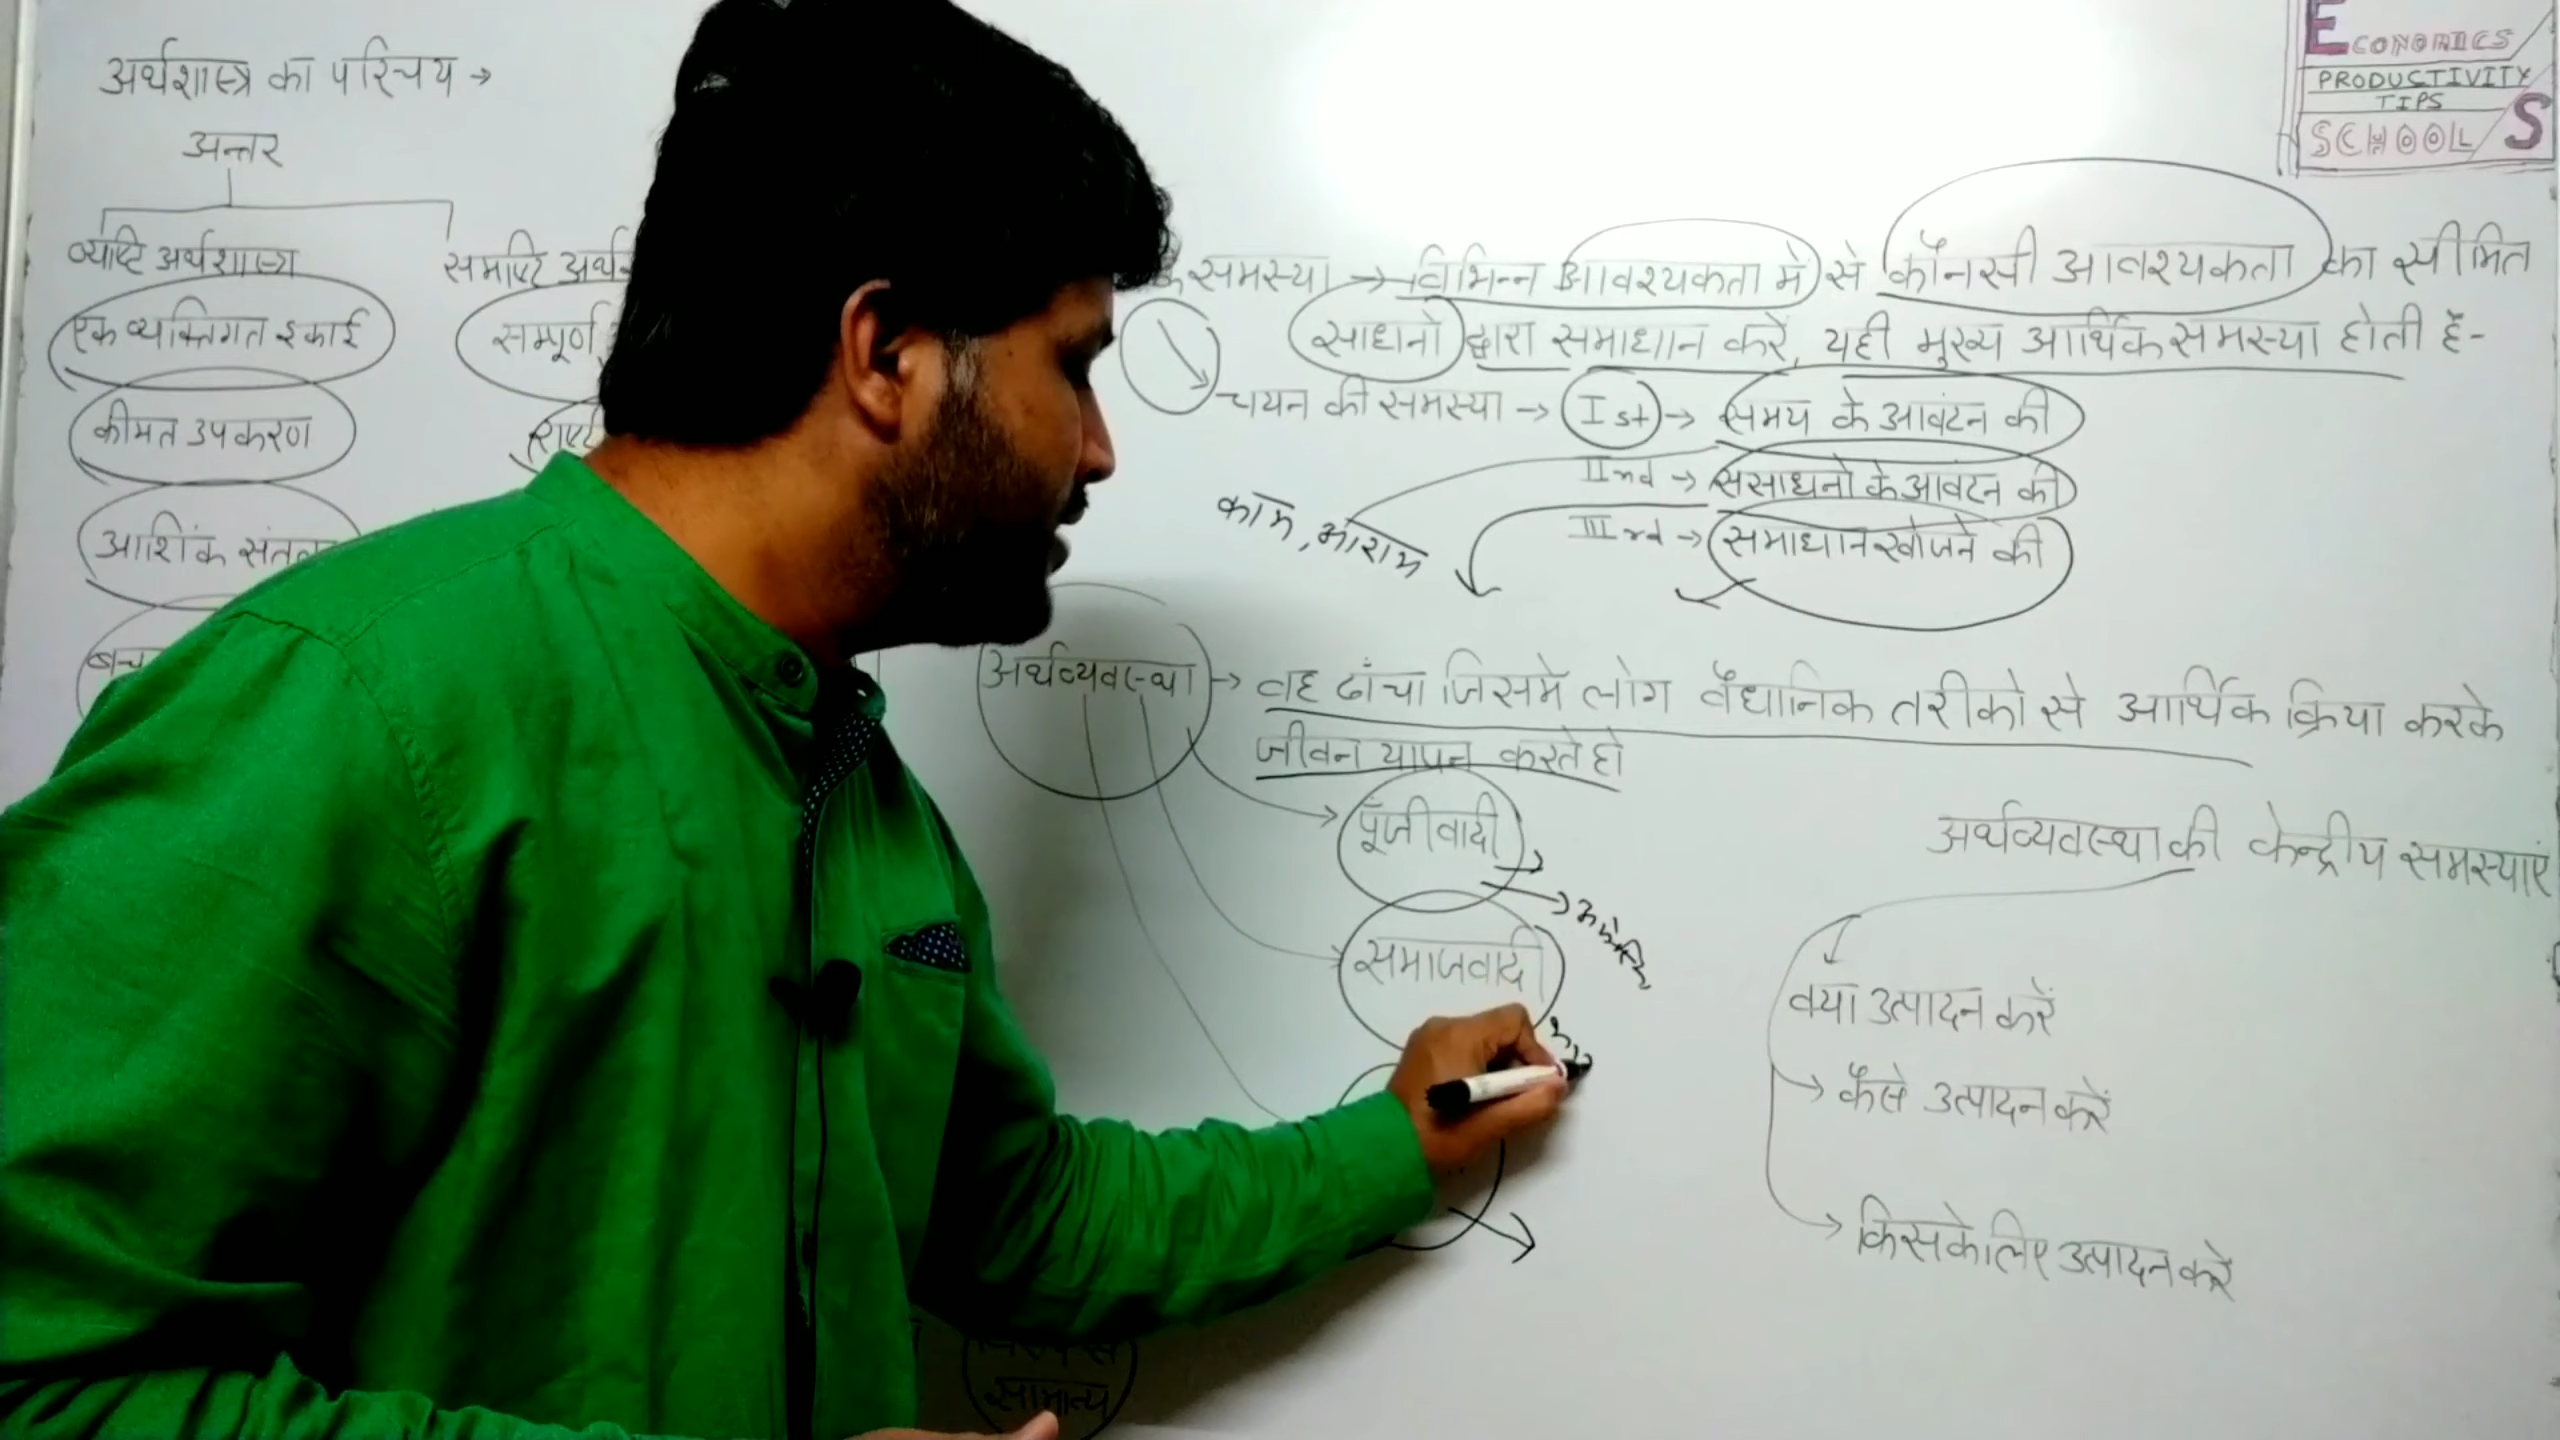 अर्थशास्त्र का परिचय →
अन्तर
व्यष्टि अर्थशास्त्र
समष्टि
एक व्यक्तिगत इकाई
सम्पूर्ण
कीमत उपकरण
आशिंक
ECONOMICS
PRODUCTIVITY
TIPS
SCHOOL S
समस्या → विभिन्न आवश्यकता में से कौनसी आवश्यकता का सीमित
साधनो द्वारा समाधान करें, यही मुख्य आर्थिक समस्या होती है-
चयन की समस्या → Ist → समय के आवंटन की
IInd → संसाधनो के आवंटन की
IIIrd → समाधान खोजने की
काम, आराम
अर्थव्यवस्था → वह ढांचा जिसमें लोग वैधानिक तरीको से आर्थिक क्रिया करके
जीवन यापन करते हो
पूँजीवादी
समाजवादी
अर्थव्यवस्था की केन्द्रीय समस्याएं
क्या उत्पादन करें
→ कैसे उत्पादन करें
→ किसके लिए उत्पादन करें
सामान्य